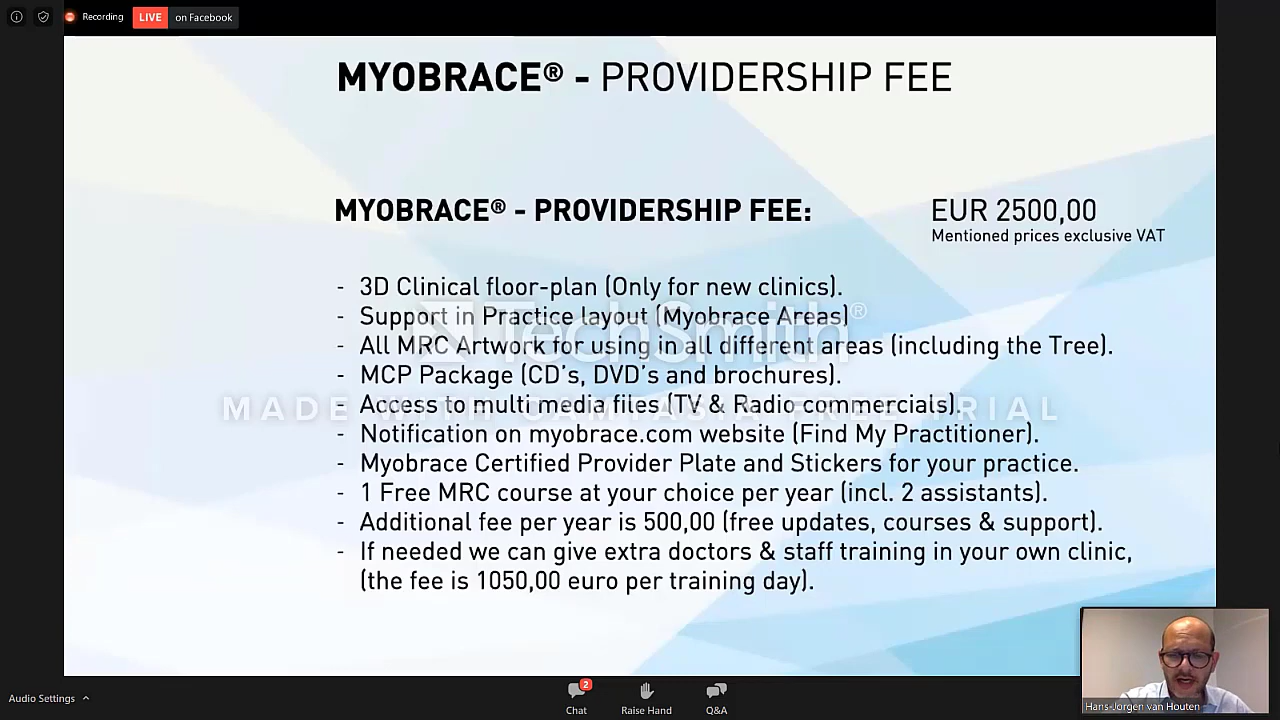 Recording
LIVE
on Facebook
MYOBRACE® - PROVIDERSHIP FEE
MYOBRACE® - PROVIDERSHIP FEE:
EUR 2500,00
Mentioned prices exclusive VAT
- 3D Clinical floor-plan (Only for new clinics).
- Support in Practice layout (Myobrace Areas)
- All MRC Artwork for using in all different areas (including the Tree).
- MCP Package (CD's, DVD's and brochures).
- Access to multi media files (TV & Radio commercials).
- Notification on myobrace.com website (Find My Practitioner).
- Myobrace Certified Provider Plate and Stickers for your practice.
- 1 Free MRC course at your choice per year (incl. 2 assistants).
- Additional fee per year is 500,00 (free updates, courses & support).
- If needed we can give extra doctors & staff training in your own clinic,
(the fee is 1050,00 euro per training day).
TechSmith®
MADE WITH CAMTASIA FREE TRIAL
Hans-Jorgen van Houten
Audio Settings
2
Chat
Raise Hand
Q&A